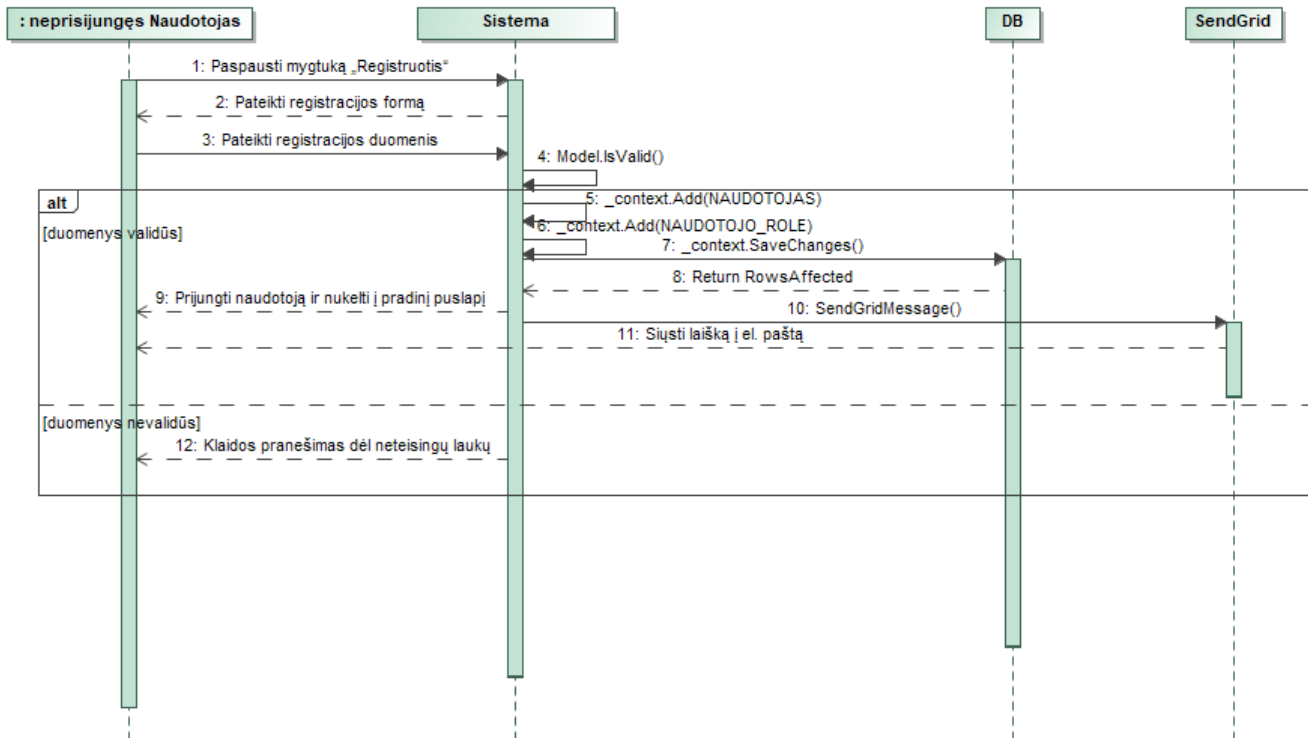 : neprisijungęs Naudotojas
Sistema
DB
SendGrid
1: Paspausti mygtuką „Registruotis“
2: Pateikti registracijos formą
3: Pateikti registracijos duomenis
4: Model.IsValid()
alt
5: _context.Add(NAUDOTOJAS)
[duomenys validūs]
6: _context.Add(NAUDOTOJO_ROLE)
7: _context.SaveChanges()
8: Return RowsAffected
9: Prijungti naudotoją ir nukelti į pradinį puslapį
10: SendGridMessage()
11: Siųsti laišką į el. paštą
[duomenys nevalidūs]
12: Klaidos pranešimas dėl neteisingų laukų